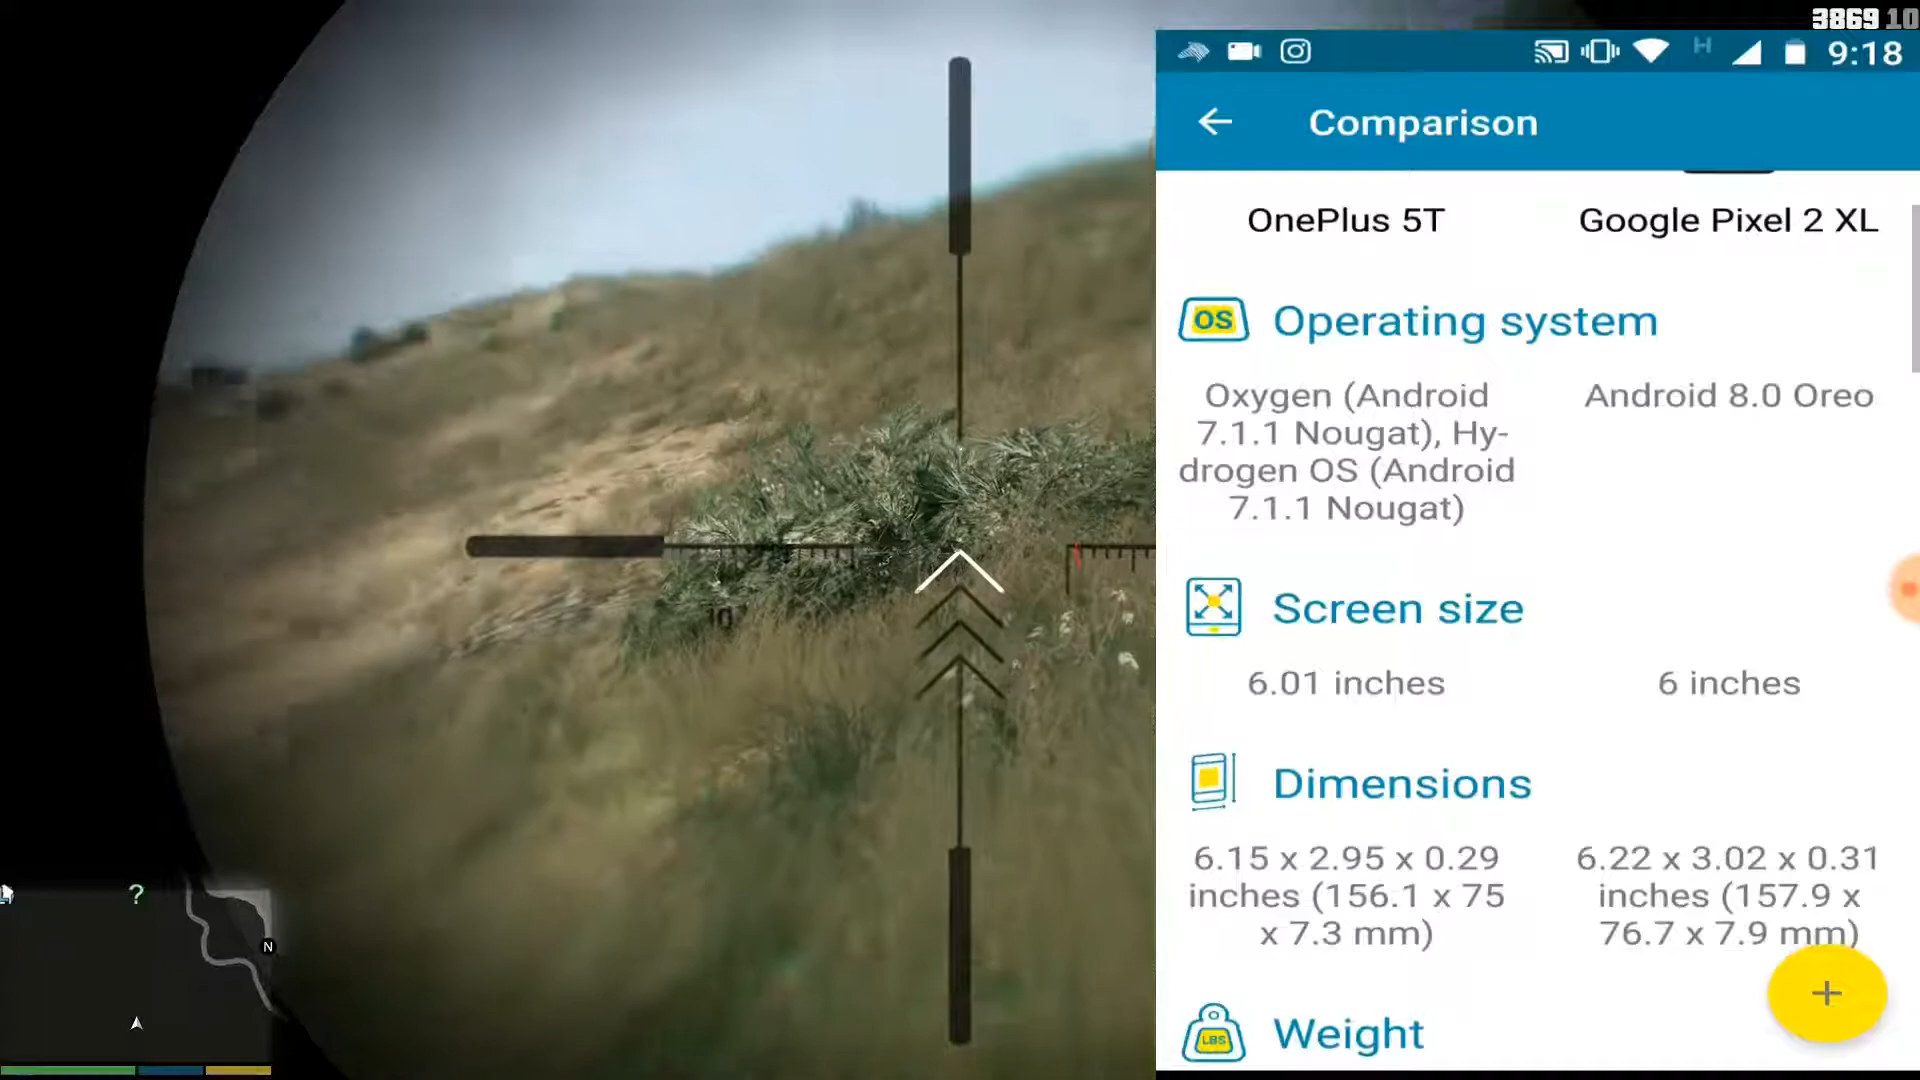 3869 10
9:18
Comparison
OnePlus 5T
Google Pixel 2 XL
OS
Operating system
Oxygen (Android
7.1.1 Nougat), Hy-
drogen OS (Android
7.1.1 Nougat)
Android 8.0 Oreo
Screen size
6.01 inches
6 inches
Dimensions
6.15 x 2.95 x 0.29
inches (156.1 x 75
x 7.3 mm)
6.22 x 3.02 x 0.31
inches (157.9 x
76.7 x 7.9 mm)
+
LBS
Weight
H
10
?
N